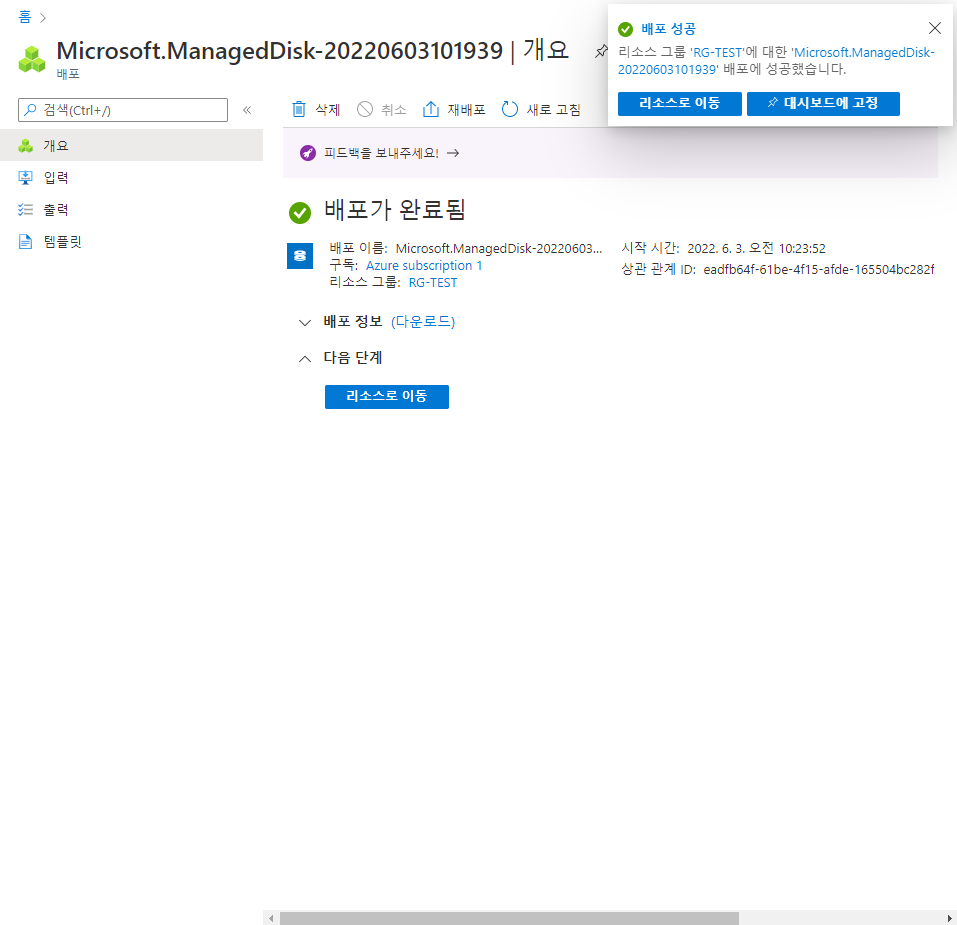 홈
Microsoft.ManagedDisk-20220603101939 | 개요
배포
배포 성공
리소스 그룹 'RG-TEST'에 대한 'Microsoft.ManagedDisk-
20220603101939' 배포에 성공했습니다.
리소스로 이동 대시보드에 고정
검색(Ctrl+/) «
삭제 취소 재배포 새로 고침
개요
입력
출력
템플릿
피드백을 보내주세요! →
배포가 완료됨
배포 이름: Microsoft.ManagedDisk-20220603... 시작 시간: 2022. 6. 3. 오전 10:23:52
구독: Azure subscription 1 상관 관계 ID: eadfb64f-61be-4f15-afde-165504bc282f
리소스 그룹: RG-TEST
배포 정보 (다운로드)
다음 단계
리소스로 이동